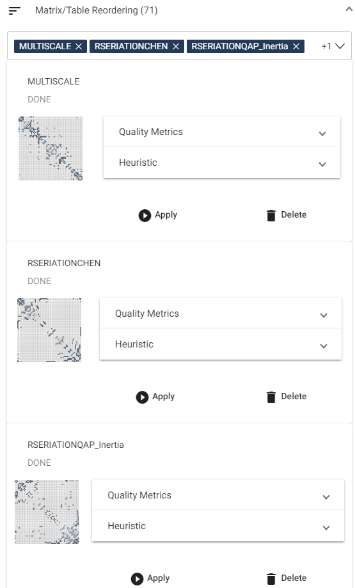 Matrix/Table Reordering (71)
MULTISCALE × RSERIATIONCHEN × RSERIATIONQAP_Inertia × +1
MULTISCALE
DONE
Quality Metrics
Heuristic
Apply Delete
RSERIATIONCHEN
DONE
Quality Metrics
Heuristic
Apply Delete
RSERIATIONQAP_Inertia
DONE
Quality Metrics
Heuristic
Apply Delete